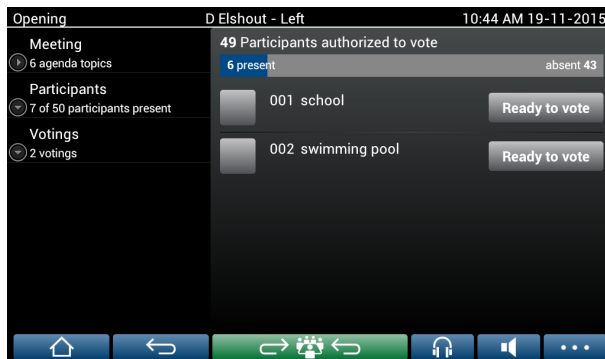 Opening D Elshout - Left 10:44 AM 19-11-2015
Meeting
6 agenda topics
Participants
7 of 50 participants present
Votings
2 votings
49 Participants authorized to vote
6 present absent 43
001 school Ready to vote
002 swimming pool Ready to vote